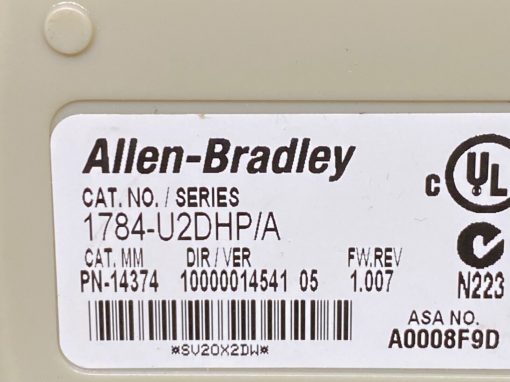 Allen-Bradley
CAT. NO. / SERIES
1784-U2DHP/A
CAT. MM DIR / VER FW.REV
PN-14374 10000014541 05 1.007
*SV20X2DW*
c UL
N223
ASA NO.
A0008F9D